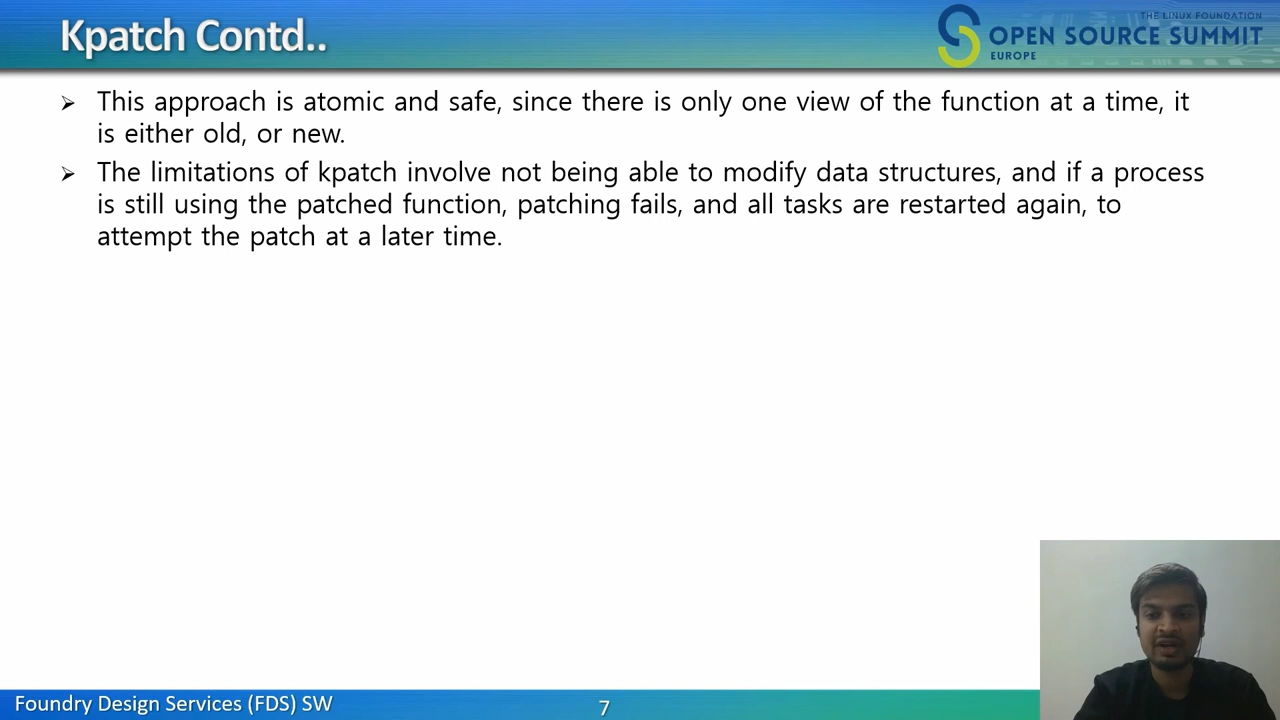 Kpatch Contd..
THE LINUX FOUNDATION
OPEN SOURCE SUMMIT
EUROPE
➢ This approach is atomic and safe, since there is only one view of the function at a time, it
is either old, or new.
➢ The limitations of kpatch involve not being able to modify data structures, and if a process
is still using the patched function, patching fails, and all tasks are restarted again, to
attempt the patch at a later time.
Foundry Design Services (FDS) SW
7